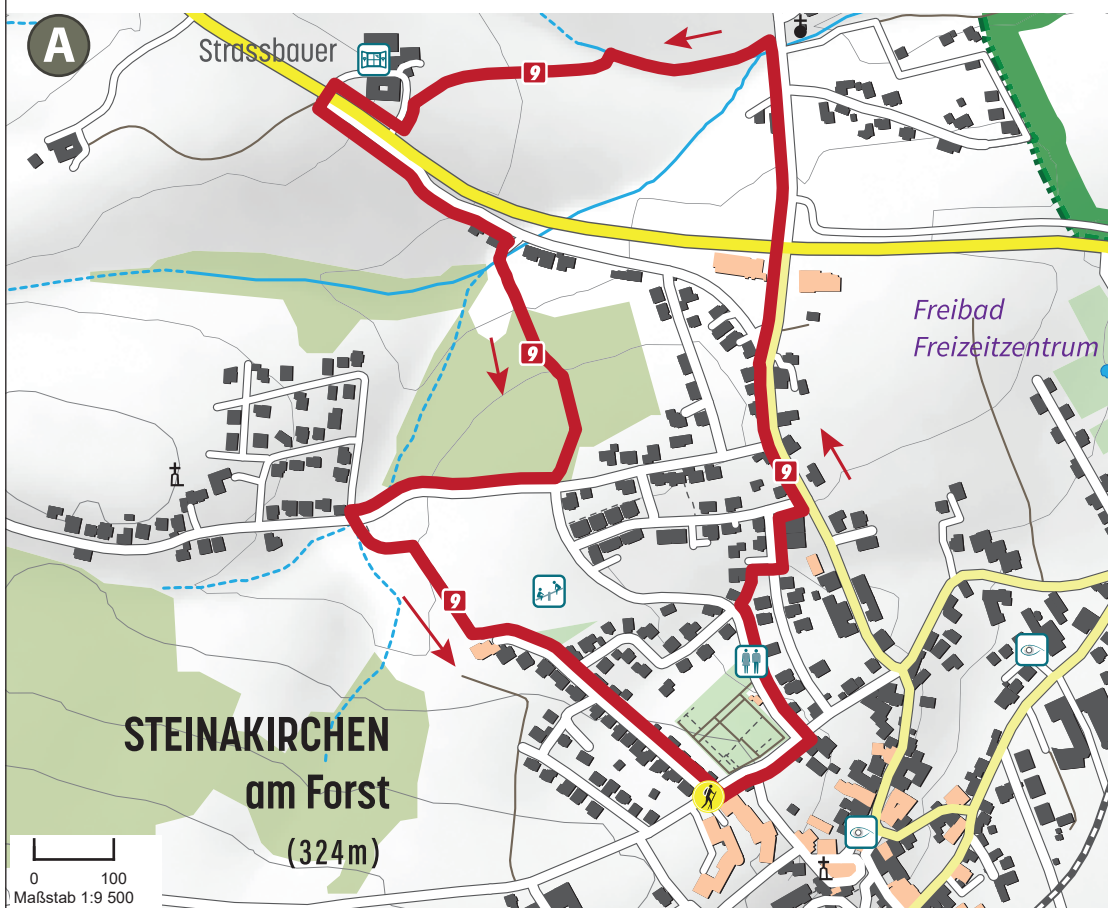 A
Strassbauer
9
9
Freibad
Freizeitzentrum
9
9
STEINAKIRCHEN
am Forst
(324m)
0 100
Maßstab 1:9 500